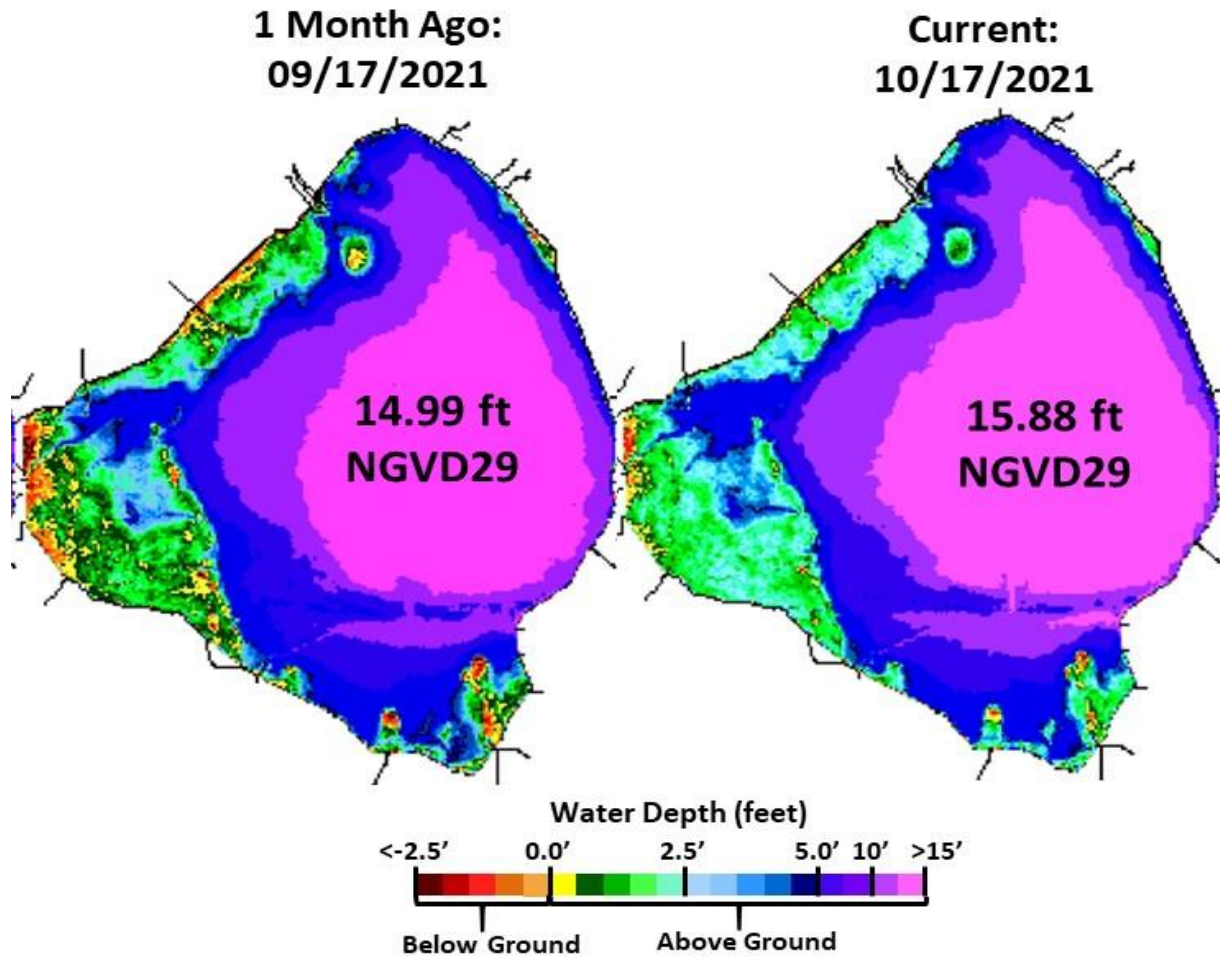 1 Month Ago:
09/17/2021
Current:
10/17/2021
14.99 ft
NGVD29
15.88 ft
NGVD29
Water Depth (feet)
<-2.5’ 0.0’ 2.5’ 5.0’ 10’ >15’
Below Ground Above Ground